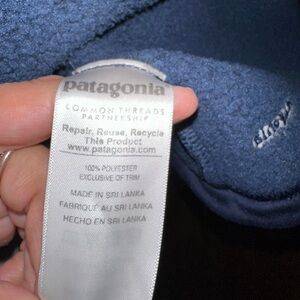 patagonia
COMMON THREADS
PARTNERSHIP
Repair, Reuse, Recycle
This Product
www.patagonia.com
100% POLYESTER
EXCLUSIVE OF TRIM
MADE IN SRI LANKA
FABRIQUÉ AU SRI LANKA
HECHO EN SRI LANKA